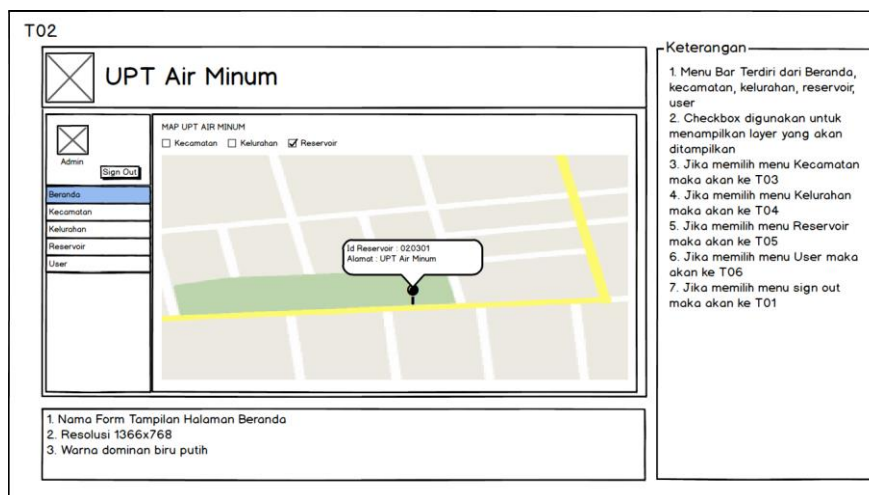 T02
UPT Air Minum
Admin
Sign Out
Beranda
Kecamatan
Kelurahan
Reservoir
User
MAP UPT AIR MINUM
Kecamatan Kelurahan Reservoir
Id Reservoir : 020301
Alamat : UPT Air Minum
Keterangan
1. Menu Bar Terdiri dari Beranda,
kecamatan, kelurahan, reservoir,
user
2. Checkbox digunakan untuk
menampilkan layer yang akan
ditampilkan
3. Jika memilih menu Kecamatan
maka akan ke T03
4. Jika memilih menu Kelurahan
maka akan ke T04
5. Jika memilih menu Reservoir
maka akan ke T05
6. Jika memilih menu User maka
akan ke T06
7. Jika memilih menu sign out
maka akan ke T01
1. Nama Form Tampilan Halaman Beranda
2. Resolusi 1366x768
3. Warna dominan biru putih